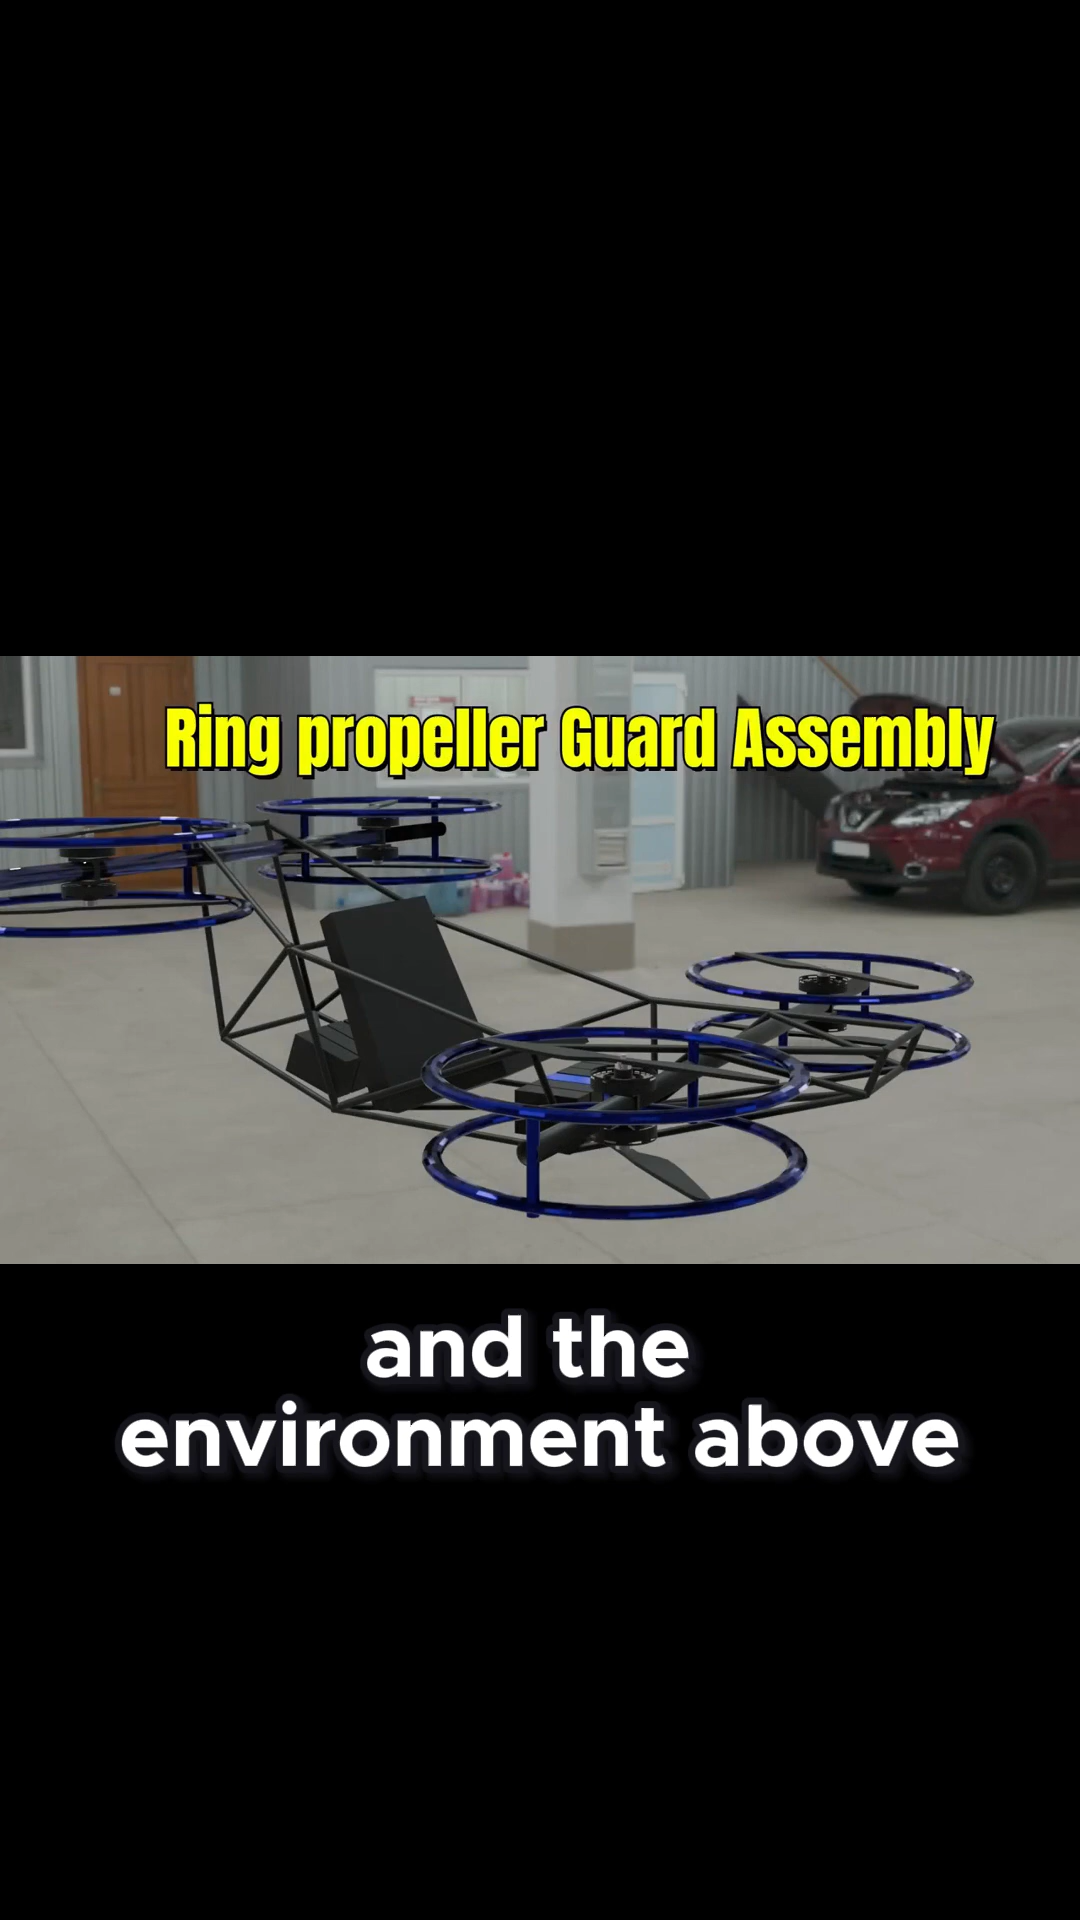 Ring propeller Guard Assembly
and the
environment above